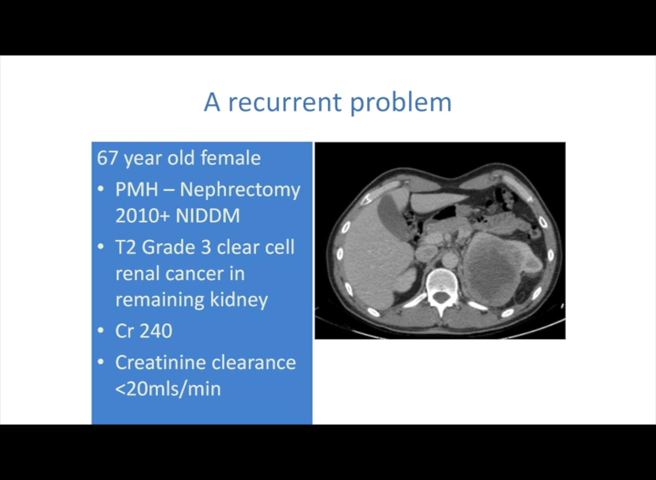 A recurrent problem
67 year old female
• PMH – Nephrectomy
2010+ NIDDM
• T2 Grade 3 clear cell
renal cancer in
remaining kidney
• Cr 240
• Creatinine clearance
<20mls/min